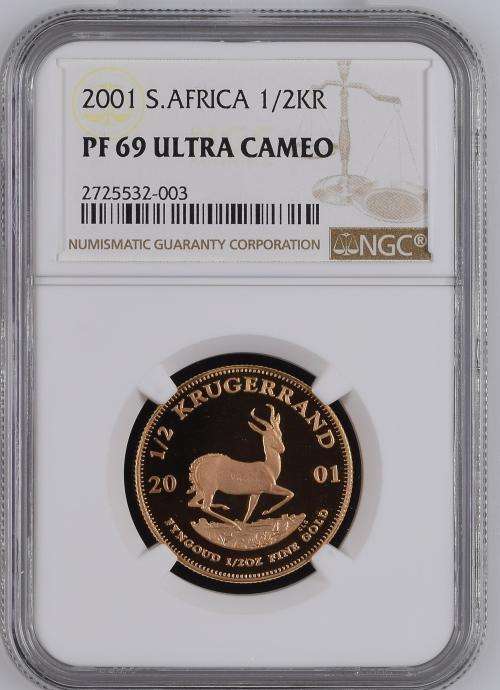 2001 S.AFRICA 1/2KR
PF 69 ULTRA CAMEO
2725532-003
NUMISMATIC GUARANTY CORPORATION
NGC®
1/2 KRUGERRAND
20 01
FYNGOUD 1/2OZ FINE GOLD